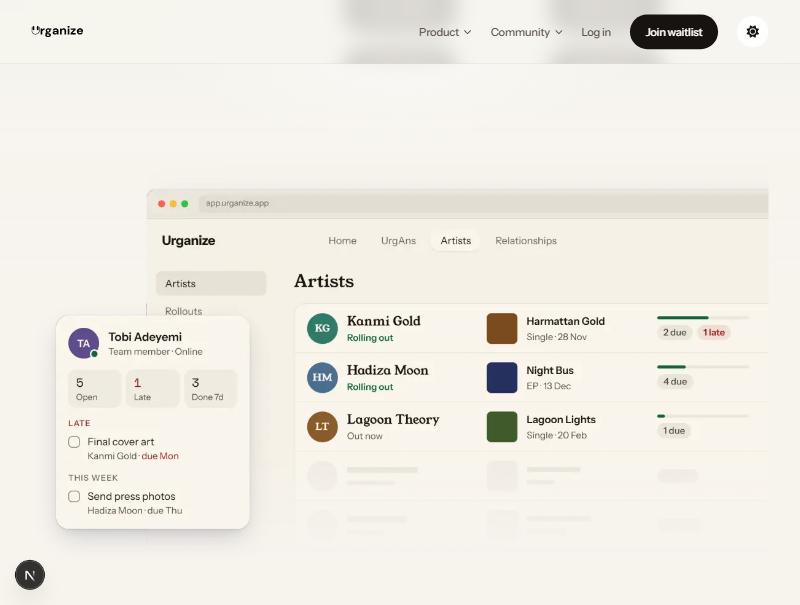 Urganize
Product
Community
Log in
Join waitlist
app.urganize.app
Urganize
Home
UrgAns
Artists
Relationships
Artists
Rollouts
Artists
KG
Kanmi Gold
Rolling out
Harmattan Gold
Single · 28 Nov
2 due
1 late
HM
Hadiza Moon
Rolling out
Night Bus
EP · 13 Dec
4 due
LT
Lagoon Theory
Out now
Lagoon Lights
Single · 20 Feb
1 due
TA
Tobi Adeyemi
Team member · Online
5
Open
1
Late
3
Done 7d
LATE
Final cover art
Kanmi Gold · due Mon
THIS WEEK
Send press photos
Hadiza Moon · due Thu
N